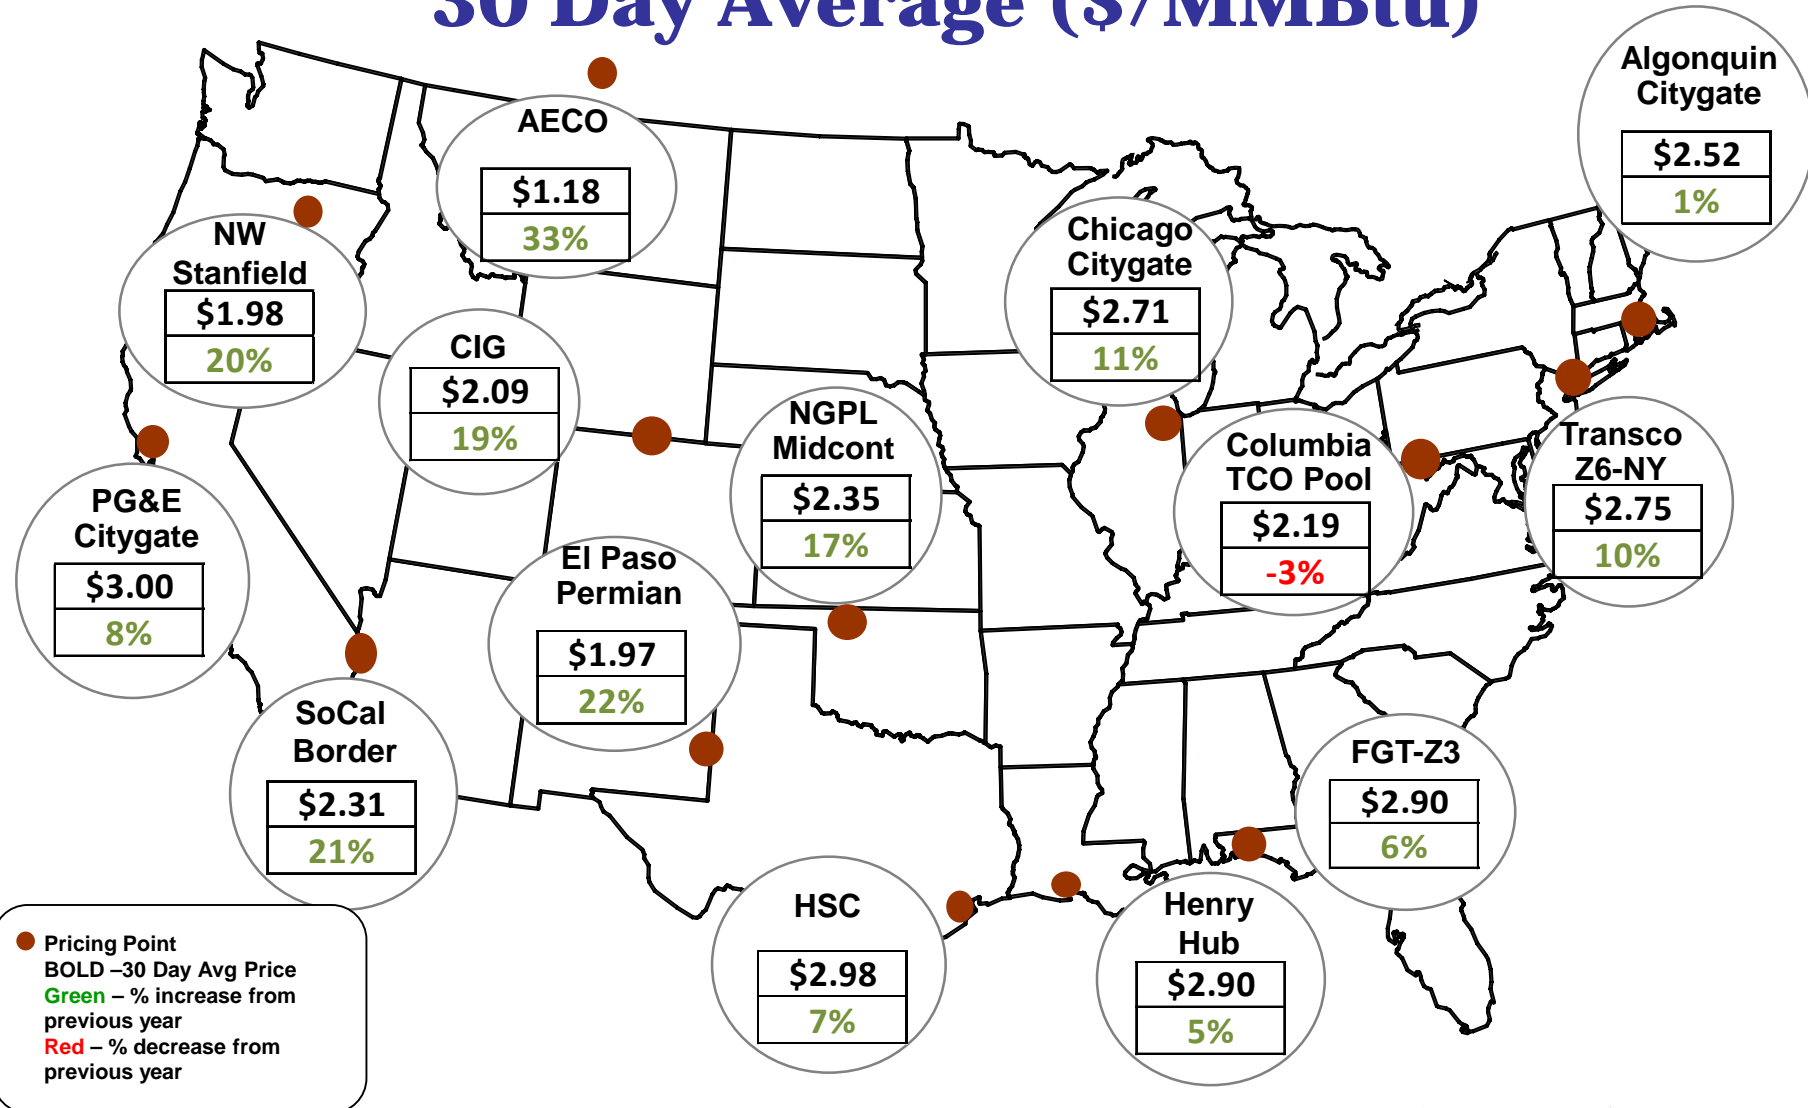 30 Day Average ($/MMBtu)
Algonquin
Citygate
$2.52
1%
AECO
$1.18
33%
NW
Stanfield
$1.98
20%
Chicago
Citygate
$2.71
11%
CIG
$2.09
19%
NGPL
Midcont
$2.35
17%
Columbia
TCO Pool
$2.19
-3%
Transco
Z6-NY
$2.75
10%
PG&E
Citygate
$3.00
8%
El Paso
Permian
$1.97
22%
SoCal
Border
$2.31
21%
FGT-Z3
$2.90
6%
HSC
$2.98
7%
Henry
Hub
$2.90
5%
Pricing Point
BOLD –30 Day Avg Price
Green – % increase from
previous year
Red – % decrease from
previous year